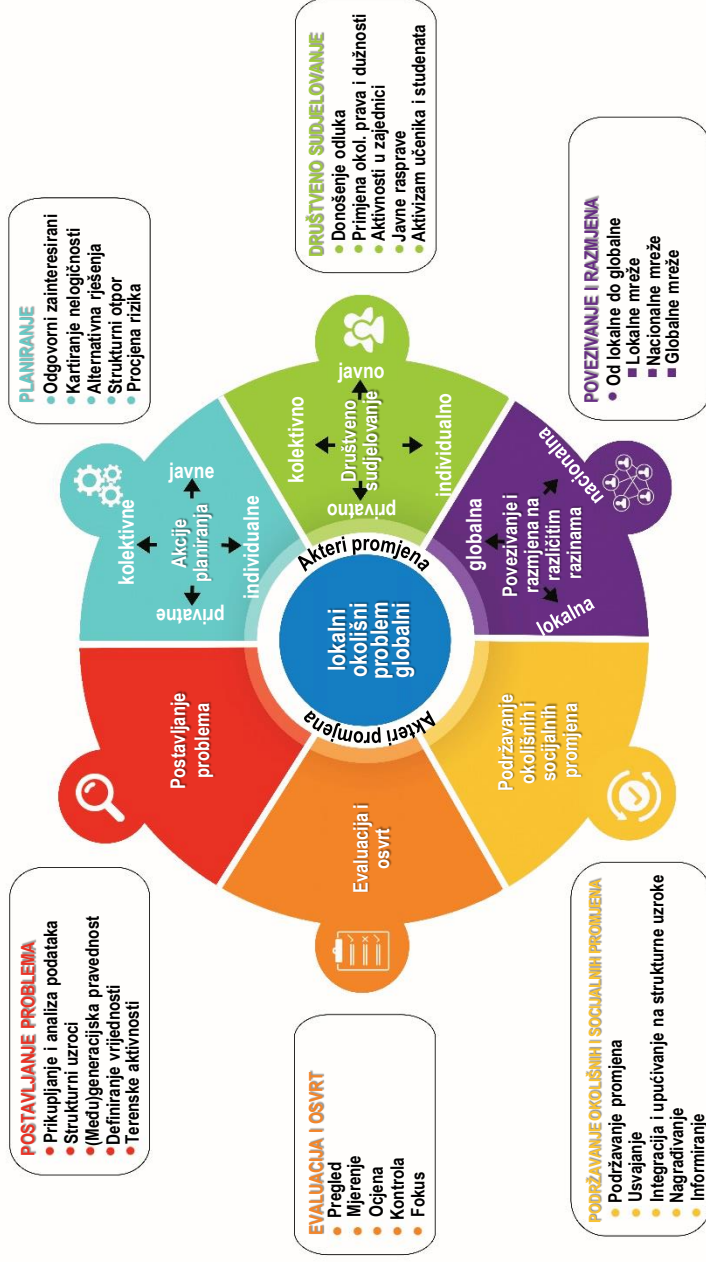 POSTAVLJANJE PROBLEMA
Prikupljanje i analiza podataka
Strukturni uzroci
(Među)generacijska pravednost
Definiranje vrijednosti
Terenske aktivnosti
PLANIRANJE
Odgovorni zainteresirani
Kartiranje nelogičnosti
Alternativna rješenja
Strukturni otpor
Procjena rizika
DRUŠTVENO SUDJELOVANJE
Donošenje odluka
Primjena okol. prava i dužnosti
Aktivnosti u zajednici
Javne rasprave
Aktivizam učenika i studenata
POVEZIVANJE I RAZMJENA
Od lokalne do globalne
Lokalne mreže
Nacionalne mreže
Globalne mreže
PODRŽAVANJE OKOLIŠNIH I SOCIJALNIH PROMJENA
Podržavanje promjena
Usvajanje
Integracija i upućivanje na strukturne uzroke
Nagrađivanje
Informiranje
EVALUACIJA I OSVRT
Pregled
Mjerenje
Ocjena
Kontrola
Fokus
Postavljanje
problema
kolektivne
privatne
Akcije
planiranja
javne
individualne
kolektivno
privatno
Društveno
sudjelovanje
javno
individualno
globalna
Povezivanje i
razmjena na
različitim
razinama
lokalna
nacionalna
Podržavanje
okolišnih i
socijalnih
promjena
Evaluacija i
osvrt
Akteri promjena
lokalni
okolišni
problem
globalni
Akteri promjena